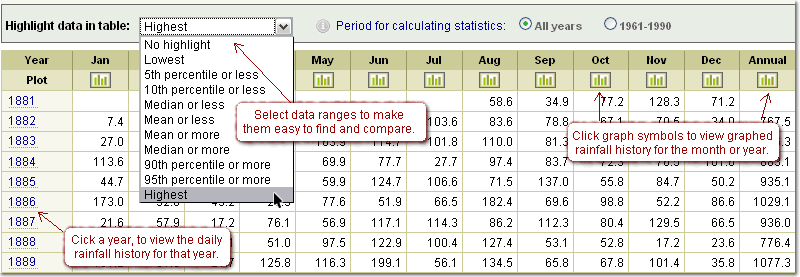 Highlight data in table: Highest Period for calculating statistics: All years 1961-1990
No highlight
Lowest
5th percentile or less
10th percentile or less
Median or less
Mean or less
Mean or more
Median or more
90th percentile or more
95th percentile or more
Highest
Select data ranges to make
them easy to find and compare.
Click graph symbols to view graphed
rainfall history for the month or year.
Cick a year, to view the daily
rainfall history for that year.
Year Jan May Jun Jul Aug Sep Oct Nov Dec Annual
Plot
1881 58.6 34.9 77.2 128.3 71.2
1882 7.4 103.6 83.6 78.8 767.5
1883 27.0 101.8 110.0 81.3
1884 113.6 69.9 77.7 27.4 97.4 83.7
1885 44.7 59.9 124.7 106.6 71.5 137.0 55.8 84.7 50.2 935.1
1886 173.0 77.6 51.9 66.5 182.4 69.6 98.8 52.2 86.6 1029.1
1887 21.6 57.9 17.2 76.1 56.9 117.1 114.3 86.2 112.3 80.4 129.5 66.5 936.0
1888 51.0 97.5 122.9 100.4 127.4 53.1 52.8 17.2 23.6 776.4
1889 125.8 116.3 199.1 56.1 134.5 65.8 67.8 101.4 35.8 1077.3